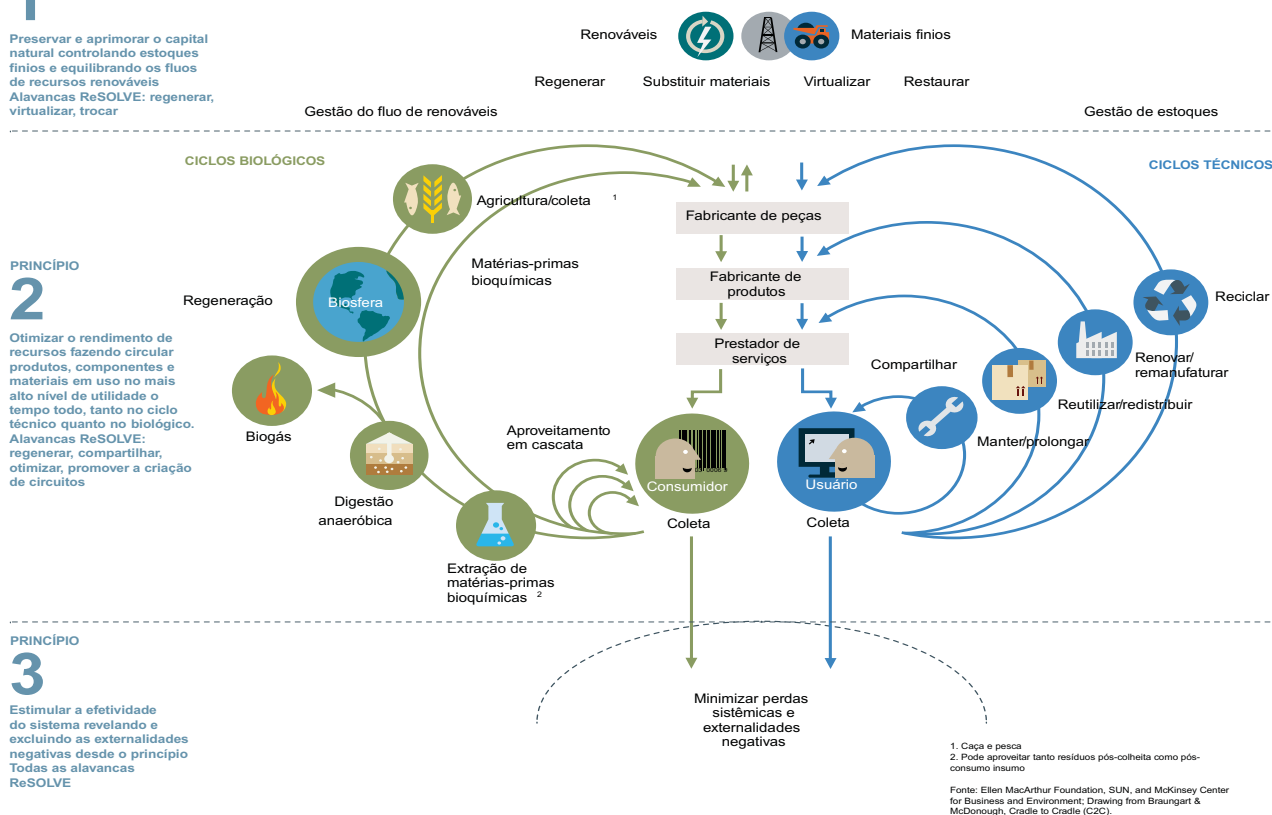 1
Preservar e aprimorar o capital
natural controlando estoques
finios e equilibrando os fluos
de recursos renováveis
Alavancas ReSOLVE: regenerar,
virtualizar, trocar
Renováveis
Materiais finios
Regenerar
Substituir materiais
Virtualizar
Restaurar
Gestão do fluo de renováveis
Gestão de estoques
CICLOS BIOLÓGICOS
CICLOS TÉCNICOS
PRINCÍPIO
2
Otimizar o rendimento de
recursos fazendo circular
produtos, componentes e
materiais em uso no mais
alto nível de utilidade o
tempo todo, tanto no ciclo
técnico quanto no biológico.
Alavancas ReSOLVE:
regenerar, compartilhar,
otimizar, promover a criação
de circuitos
Agricultura/coleta 1
Matérias-primas
bioquímicas
Regeneração
Biosfera
Biogás
Digestão
anaeróbica
Extração de
matérias-primas
bioquímicas 2
Aproveitamento
em cascata
Fabricante de peças
Fabricante de
produtos
Prestador de
serviços
Consumidor
Coleta
Usuário
Coleta
Compartilhar
Manter/prolongar
Reutilizar/redistribuir
Renovar/
remanufaturar
Reciclar
PRINCÍPIO
3
Estimular a efetividade
do sistema revelando e
excluindo as externalidades
negativas desde o princípio
Todas as alavancas
ReSOLVE
Minimizar perdas
sistêmicas e
externalidades
negativas
1. Caça e pesca
2. Pode aproveitar tanto resíduos pós-colheita como pós-
consumo insumo
Fonte: Ellen MacArthur Foundation, SUN, and McKinsey Center
for Business and Environment; Drawing from Braungart &
McDonough, Cradle to Cradle (C2C).